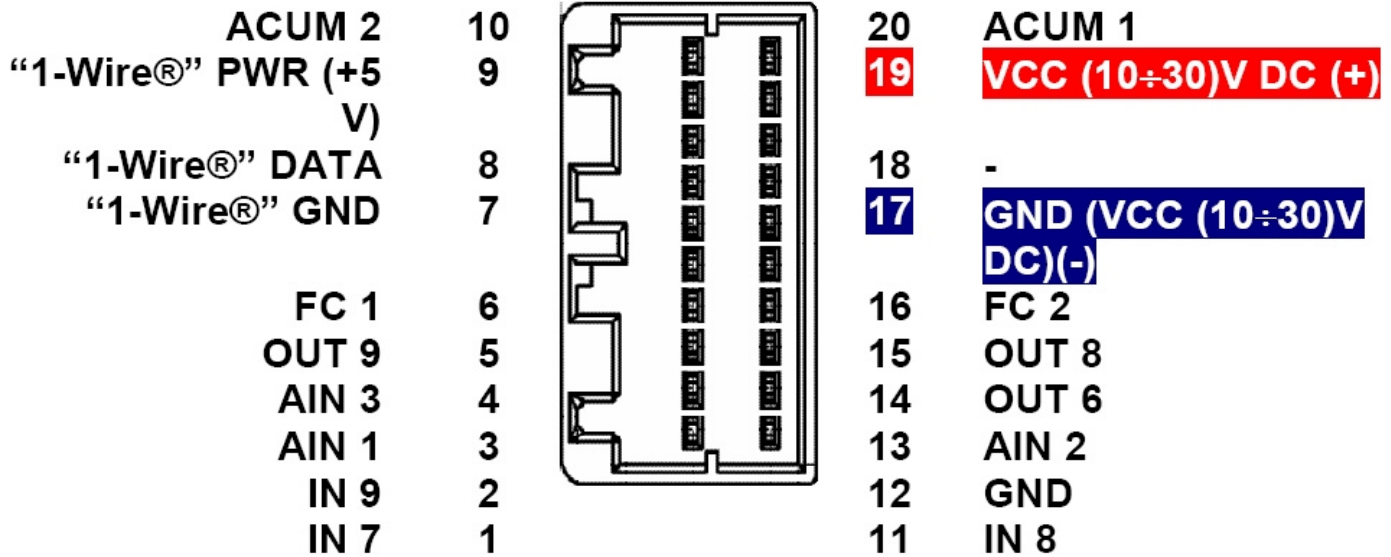 ACUM 2 10 20 ACUM 1
“1-Wire®” PWR (+5 9 19 VCC (10÷30)V DC (+)
V)
“1-Wire®” DATA 8 18 -
“1-Wire®” GND 7 17 GND (VCC (10÷30)V
DC)(-)
FC 1 6 16 FC 2
OUT 9 5 15 OUT 8
AIN 3 4 14 OUT 6
AIN 1 3 13 AIN 2
IN 9 2 12 GND
IN 7 1 11 IN 8